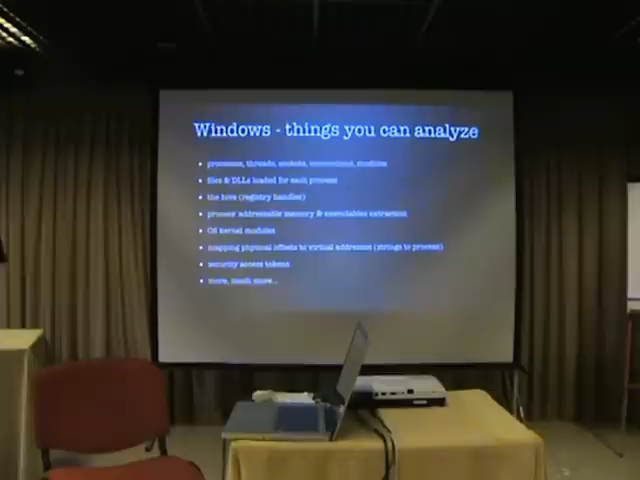 Windows - things you can analyze
processes, threads, sockets, connections, modules
files & DLLs loaded for each process
the hive (registry handles)
process' addressable memory & executables extraction
OS kernel modules
mapping physical offsets to virtual addresses (strings to process)
security access tokens
more, much more...